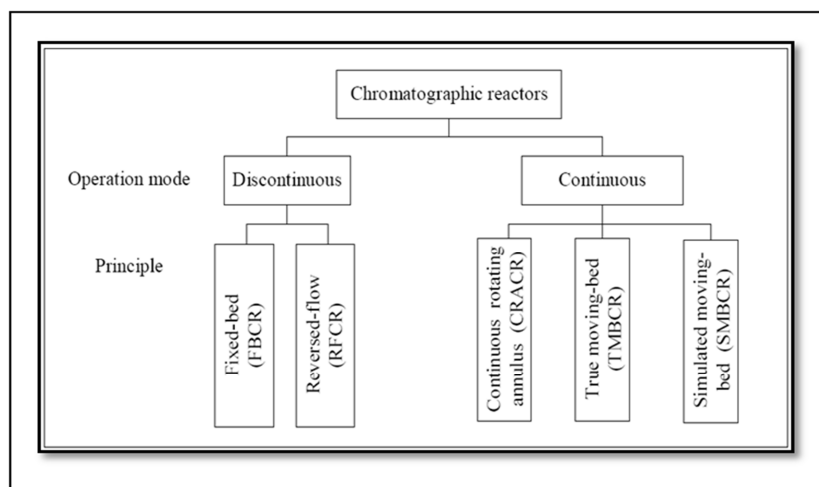 Chromatographic reactors
Operation mode
Discontinuous
Continuous
Principle
Fixed-bed
(FBCR)
Reversed-flow
(RFCR)
Continuous rotating
annulus (CRACR)
True moving-bed
(TMBCR)
Simulated moving-
bed (SMBCR)